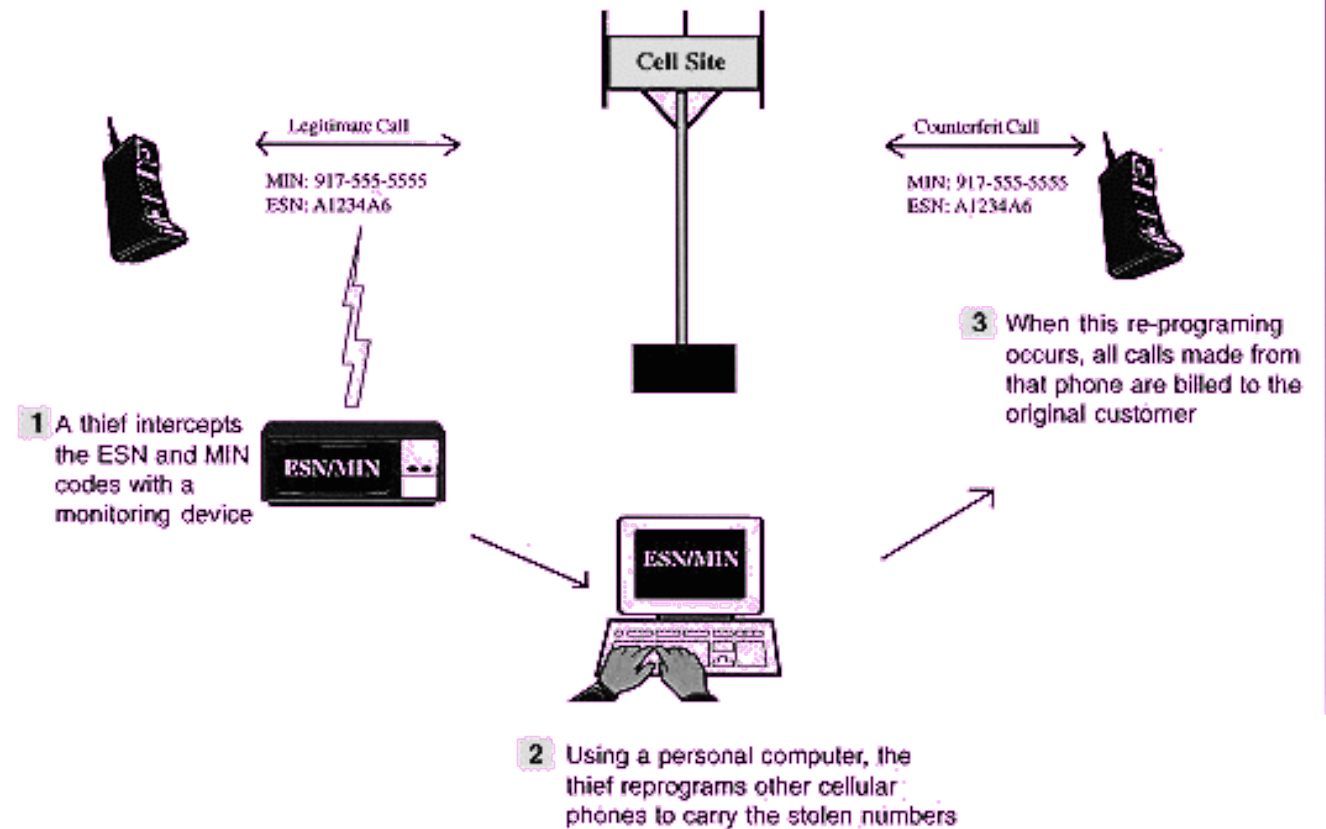 Cell Site
Legitimate Call
MIN: 917-555-5555
ESN: A1234A6
Counterfeit Call
MIN: 917-555-5555
ESN: A1234A6
1 A thief intercepts
the ESN and MIN
codes with a
monitoring device
ESN/MIN
ESN/MIN
2 Using a personal computer, the
thief reprograms other cellular
phones to carry the stolen numbers
3 When this re-programing
occurs, all calls made from
that phone are billed to the
original customer